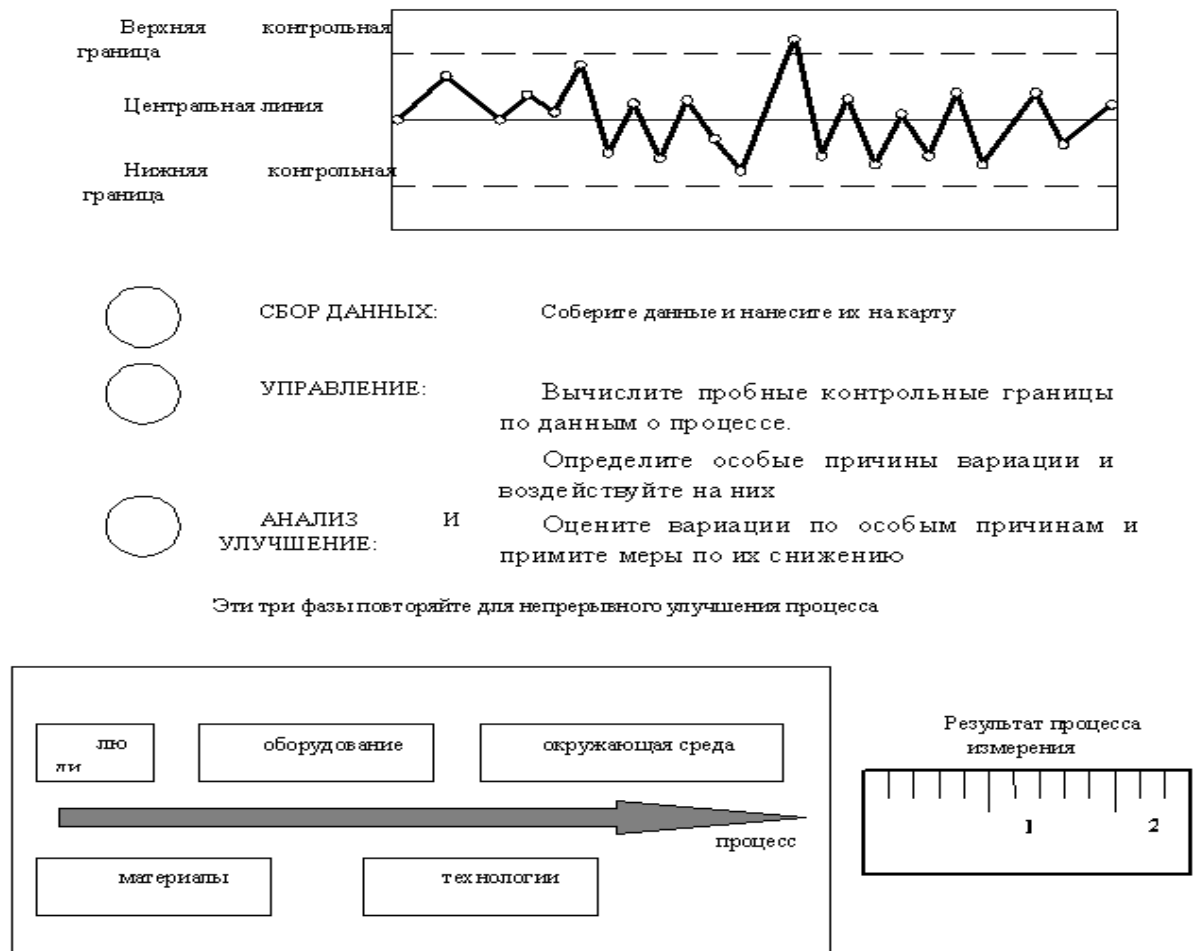 Верхняя контрольная
граница
Центральная линия
Нижняя контрольная
граница
СБОР ДАННЫХ: Соберите данные и нанесите их на карту
УПРАВЛЕНИЕ: Вычислите пробные контрольные границы
по данным о процессе.
Определите особые причины вариации и
воздействуйте на них
АНАЛИЗ И
УЛУЧШЕНИЕ:
Оцените вариации по особым причинам и
примите меры по их снижению
Эти три фазы повторяйте для непрерывного улучшения процесса
лю
ли
оборудование
окружающая среда
процесс
материалы
технологии
Результат процесса
измерения
1 2